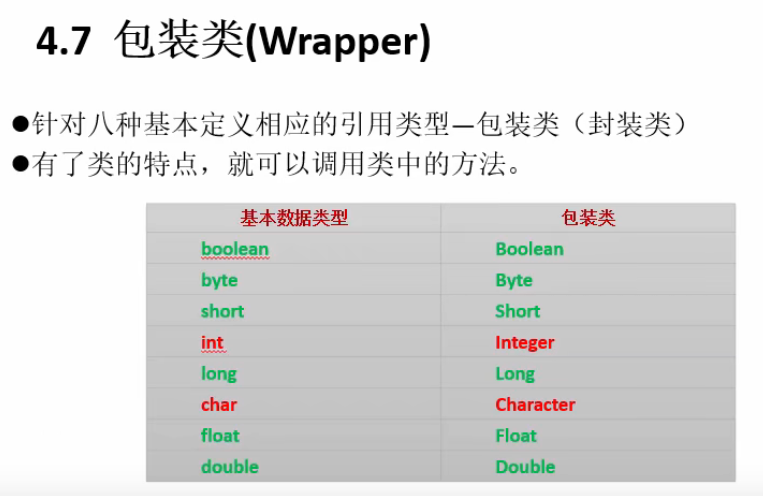 4.7 包装类(Wrapper)
●针对八种基本定义相应的引用类型—包装类（封装类）
●有了类的特点，就可以调用类中的方法。
基本数据类型 包装类
boolean Boolean
byte Byte
short Short
int Integer
long Long
char Character
float Float
double Double